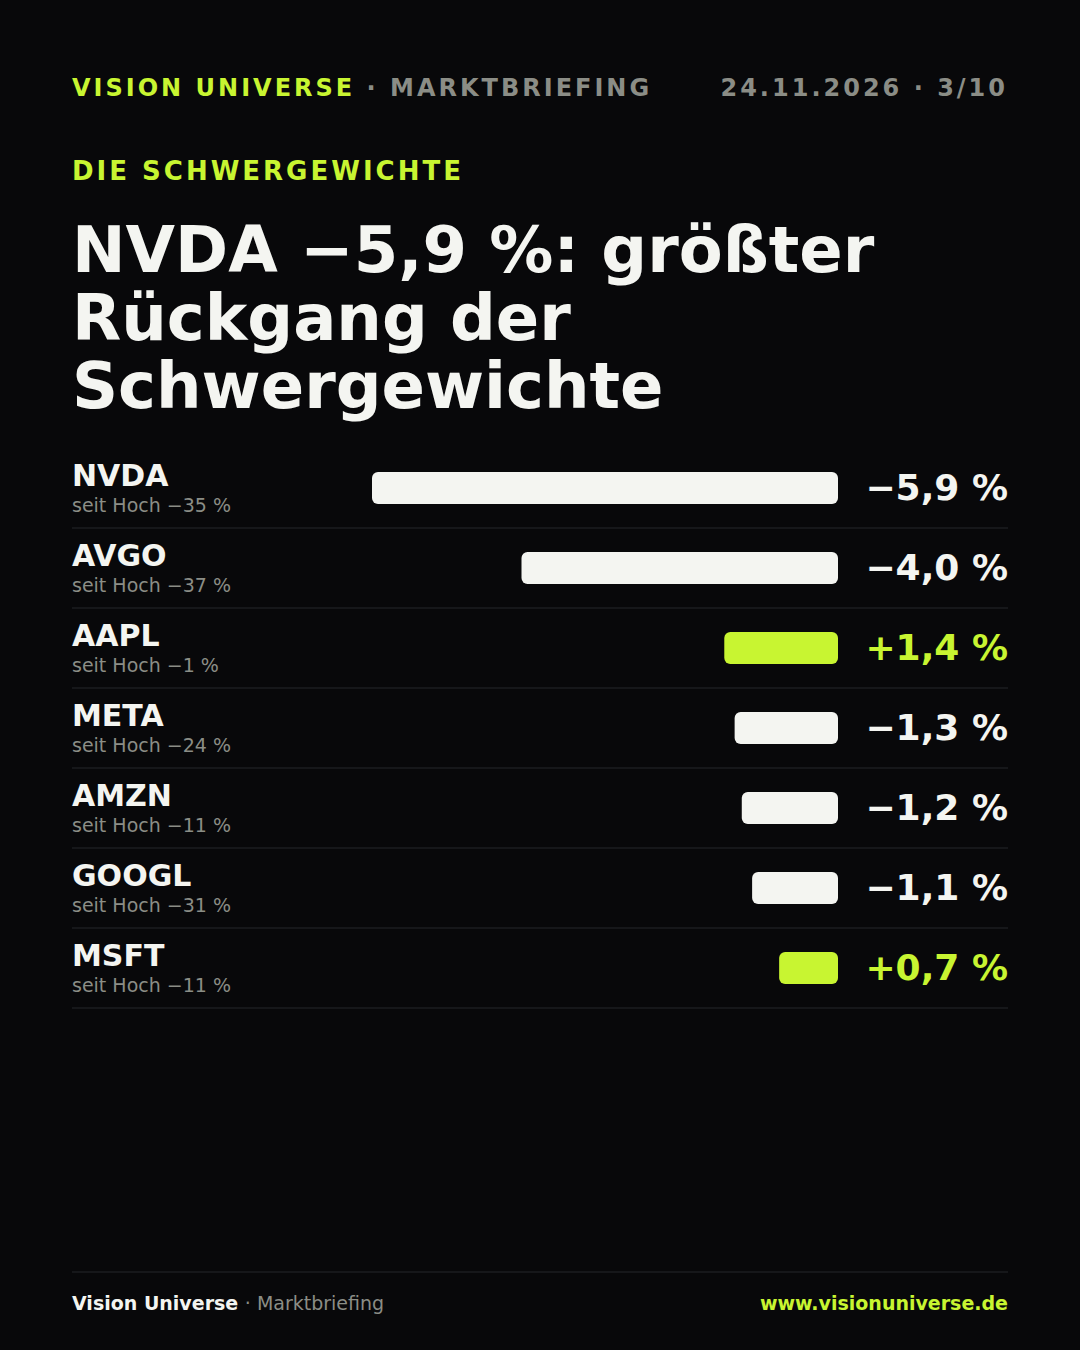 VISION UNIVERSE · MARKTBRIEFING 24.11.2026 · 3/10
DIE SCHWERGEWICHTE
NVDA −5,9 %: größter
Rückgang der
Schwergewichte
NVDA
seit Hoch −35 %
−5,9 %
AVGO
seit Hoch −37 %
−4,0 %
AAPL
seit Hoch −1 %
+1,4 %
META
seit Hoch −24 %
−1,3 %
AMZN
seit Hoch −11 %
−1,2 %
GOOGL
seit Hoch −31 %
−1,1 %
MSFT
seit Hoch −11 %
+0,7 %
Vision Universe · Marktbriefing www.visionuniverse.de